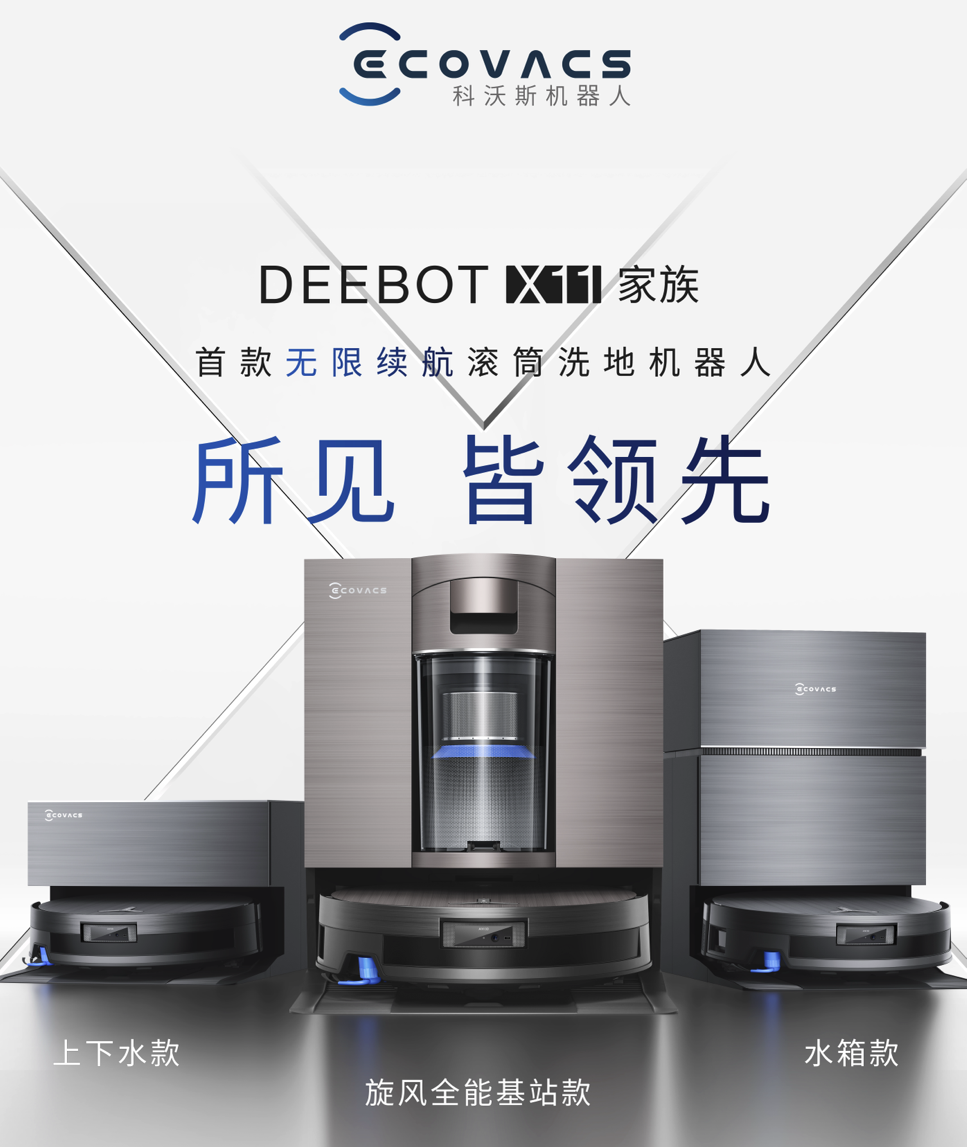 ECOVACS
科沃斯机器人
DEEBOT X11 家族
首款无限续航滚筒洗地机器人
所见 皆领先
ECOVACS
ECOVACS
ECOVACS
上下水款
水箱款
旋风全能基站款